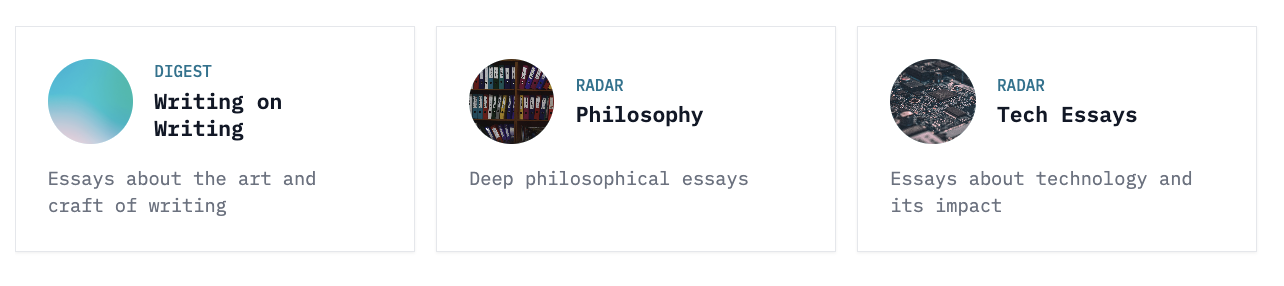 DIGEST
Writing on
Writing
Essays about the art and
craft of writing
RADAR
Philosophy
Deep philosophical essays
RADAR
Tech Essays
Essays about technology and
its impact